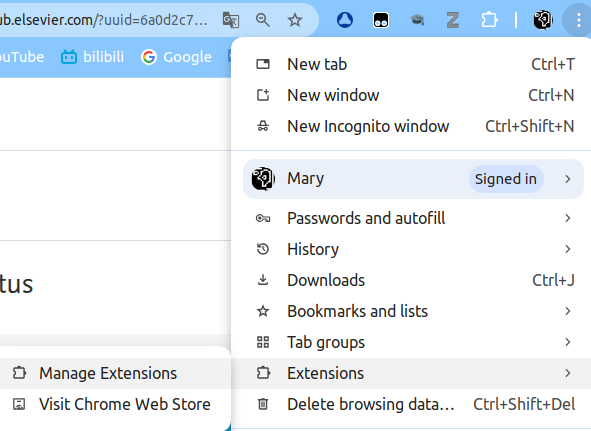 ub.elsevier.com/?uuid=6a0d2c7...
ouTube bilibili Google
New tab Ctrl+T
New window Ctrl+N
New Incognito window Ctrl+Shift+N
Mary Signed in
Passwords and autofill
History
tus
Downloads Ctrl+J
Bookmarks and lists
Tab groups
Extensions
Manage Extensions
Delete browsing data... Ctrl+Shift+Del
Visit Chrome Web Store